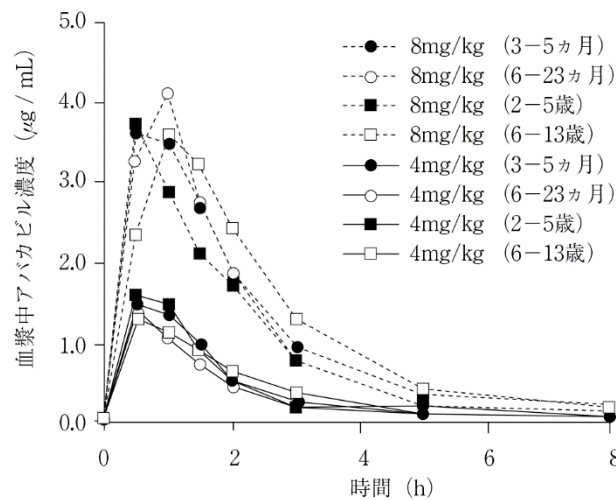 5.0
4.0
3.0
2.0
1.0
0.0
血漿中アバカビル濃度（μg / mL）
8mg/kg （3－5ヵ月）
8mg/kg （6－23ヵ月）
8mg/kg （2－5歳）
8mg/kg （6－13歳）
4mg/kg （3－5ヵ月）
4mg/kg （6－23ヵ月）
4mg/kg （2－5歳）
4mg/kg （6－13歳）
0 2 4 6 8
時間（h）